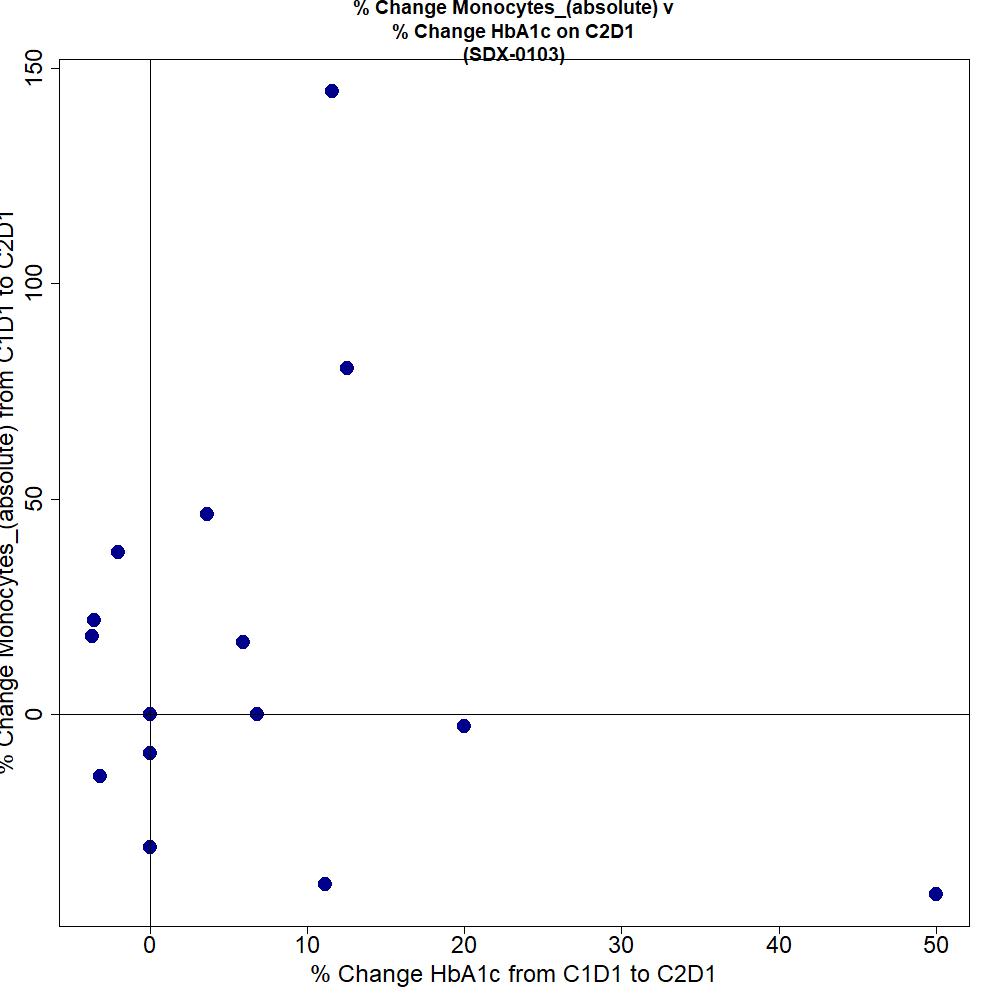 % Change Monocytes_(absolute) v
% Change HbA1c on C2D1
(SDX-0103)
150
100
50
0
% Change Monocytes_(absolute) from C1D1 to C2D1
0 10 20 30 40 50
% Change HbA1c from C1D1 to C2D1